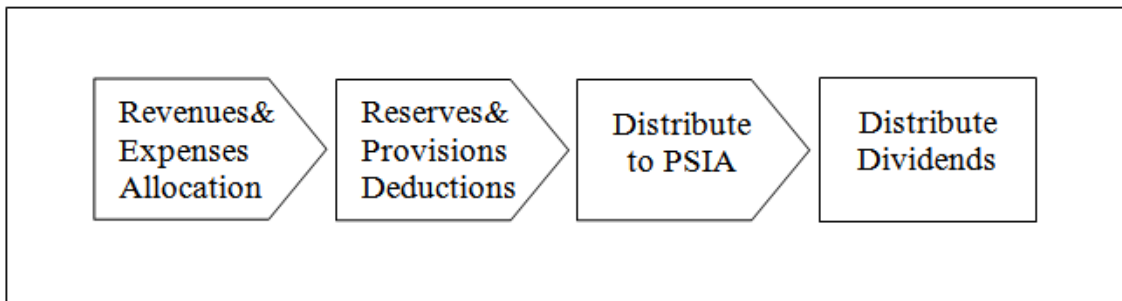 Revenues&
Expenses
Allocation
Reserves&
Provisions
Deductions
Distribute
to PSIA
Distribute
Dividends